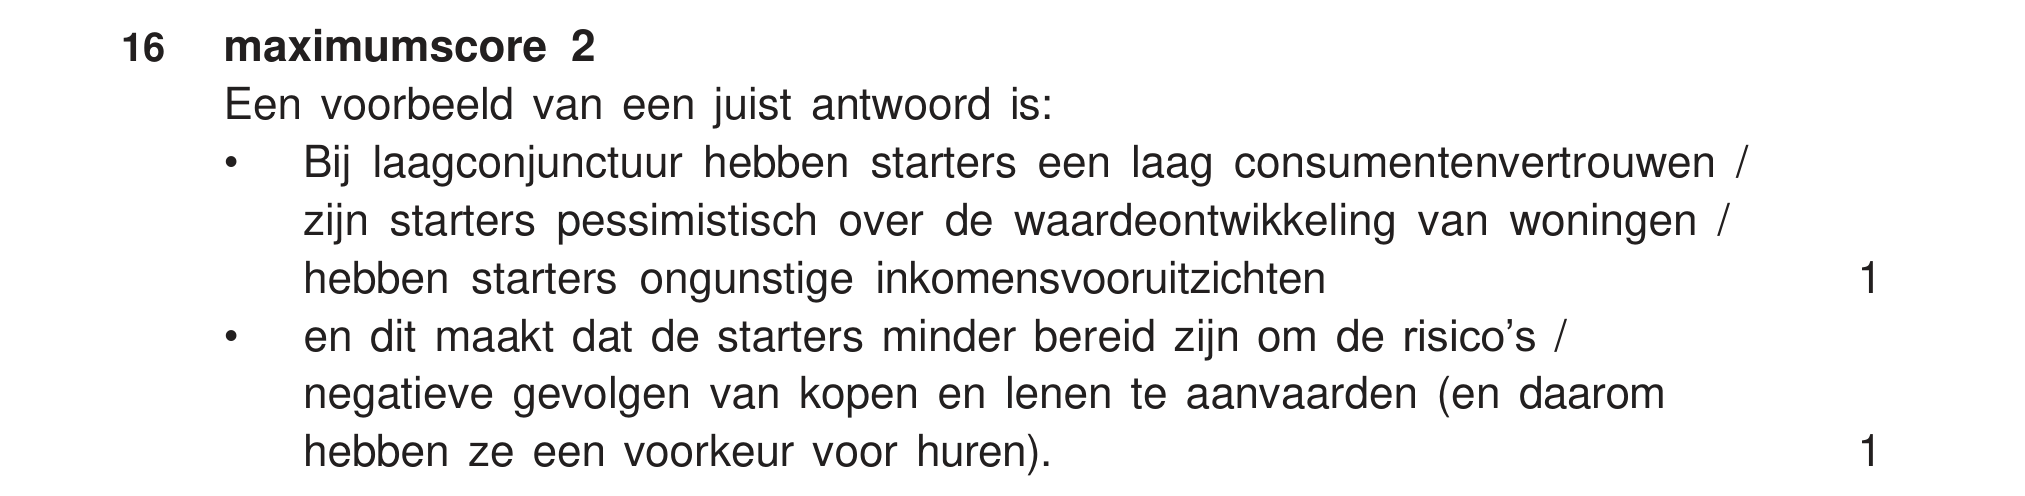 16 maximumscore 2
Een voorbeeld van een juist antwoord is:
• Bij laagconjunctuur hebben starters een laag consumentenvertrouwen /
zijn starters pessimistisch over de waardeontwikkeling van woningen /
hebben starters ongunstige inkomensvooruitzichten 1
• en dit maakt dat de starters minder bereid zijn om de risico’s /
negatieve gevolgen van kopen en lenen te aanvaarden (en daarom
hebben ze een voorkeur voor huren). 1